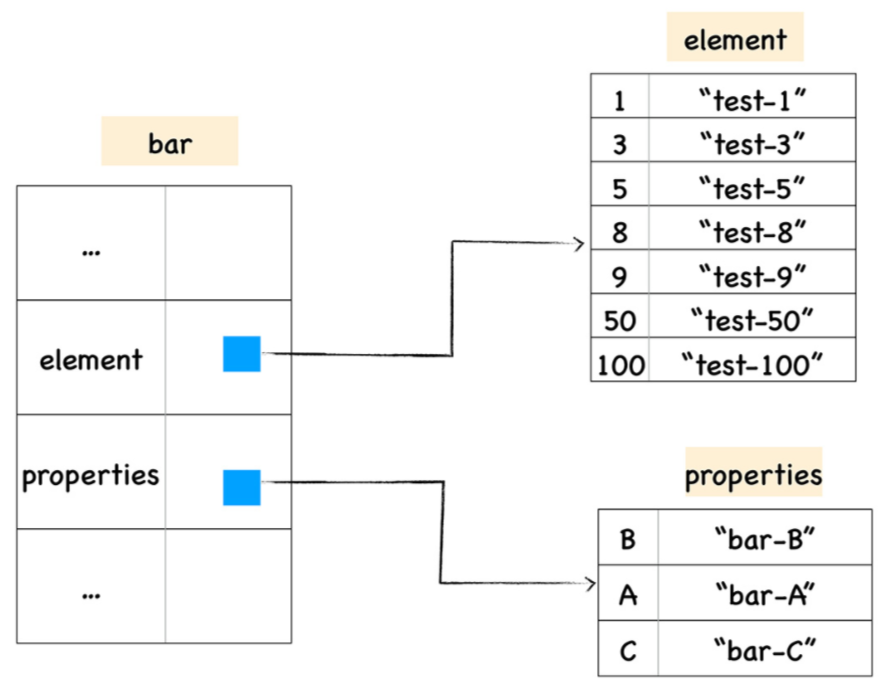 bar
...
element
properties
...
element
1 “test-1”
3 “test-3”
5 “test-5”
8 “test-8”
9 “test-9”
50 “test-50”
100 “test-100”
properties
B “bar-B”
A “bar-A”
C “bar-C”